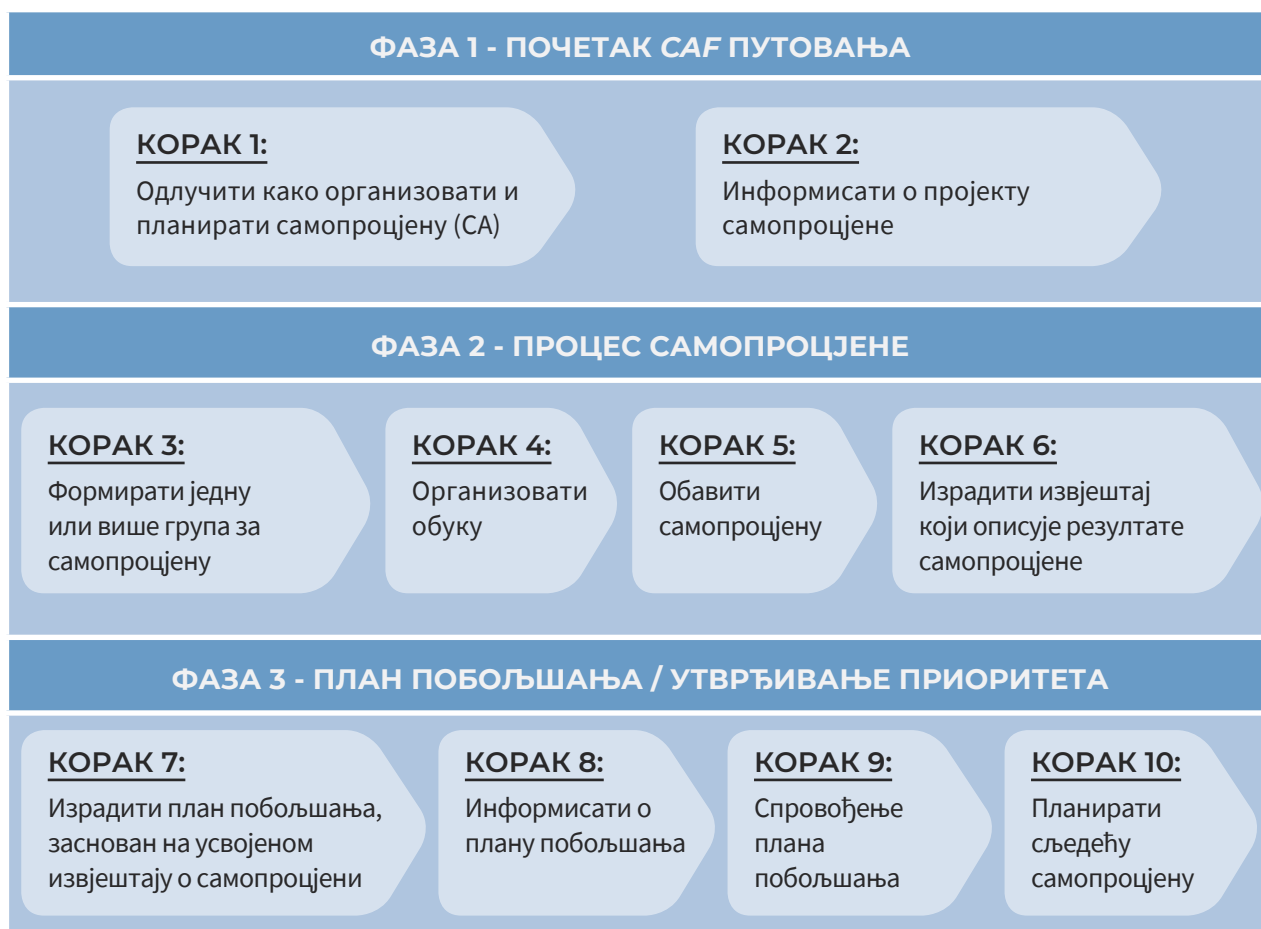 ФАЗА 1 - ПОЧЕТАК CAF ПУТОВАЊА
КОРАК 1:
Одлучити како организовати и
планирати самопроцјену (СА)
КОРАК 2:
Информисати о пројекту
самопроцјене
ФАЗА 2 - ПРОЦЕС САМОПРОЦЈЕНЕ
КОРАК 3:
Формирати једну
или више група за
самопроцјену
КОРАК 4:
Организовати
обуку
КОРАК 5:
Обавити
самопроцјену
КОРАК 6:
Израдити извјештај
који описује резултате
самопроцјене
ФАЗА 3 - ПЛАН ПОБОЉШАЊА / УТВРЂИВАЊЕ ПРИОРИТЕТА
КОРАК 7:
Израдити план побољшања,
заснован на усвојеном
извјештају о самопроцјени
КОРАК 8:
Информисати о
плану побољшања
КОРАК 9:
Спровођење
плана
побољшања
КОРАК 10:
Планирати
сљедећу
самопроцјену